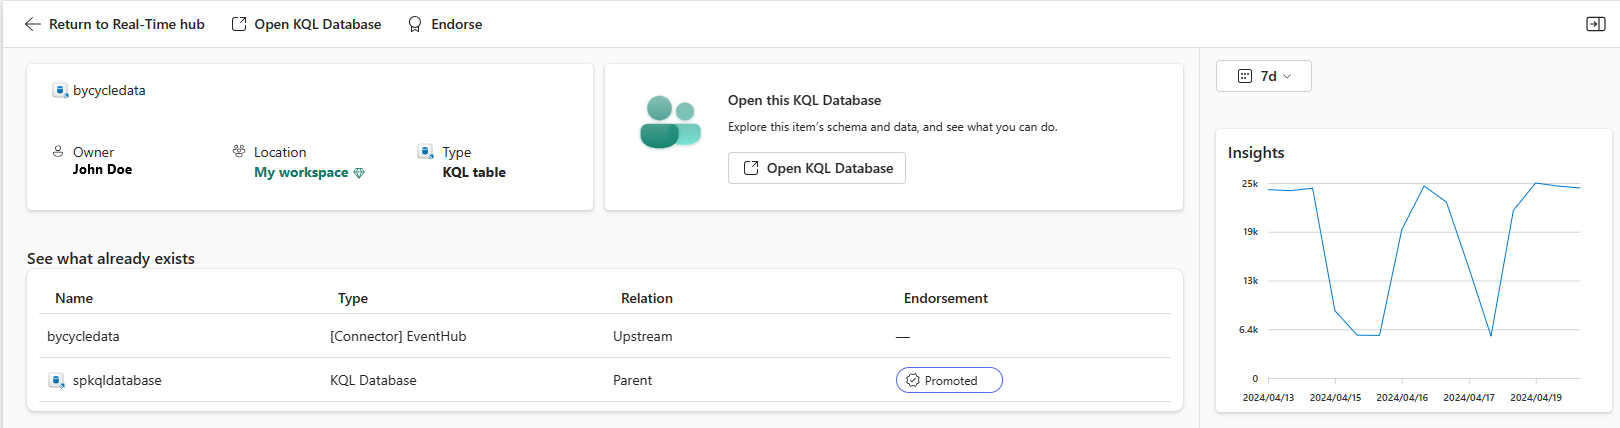 Return to Real-Time hub Open KQL Database Endorse
bycycledata
Owner Location Type
John Doe My workspace KQL table
Open this KQL Database
Explore this item's schema and data, and see what you can do.
Open KQL Database
See what already exists
Name Type Relation Endorsement
bycycledata [Connector] EventHub Upstream —
spkqldatabase KQL Database Parent Promoted
7d
Insights
25k
19k
13k
6.4k
0
2024/04/13 2024/04/15 2024/04/16 2024/04/17 2024/04/19